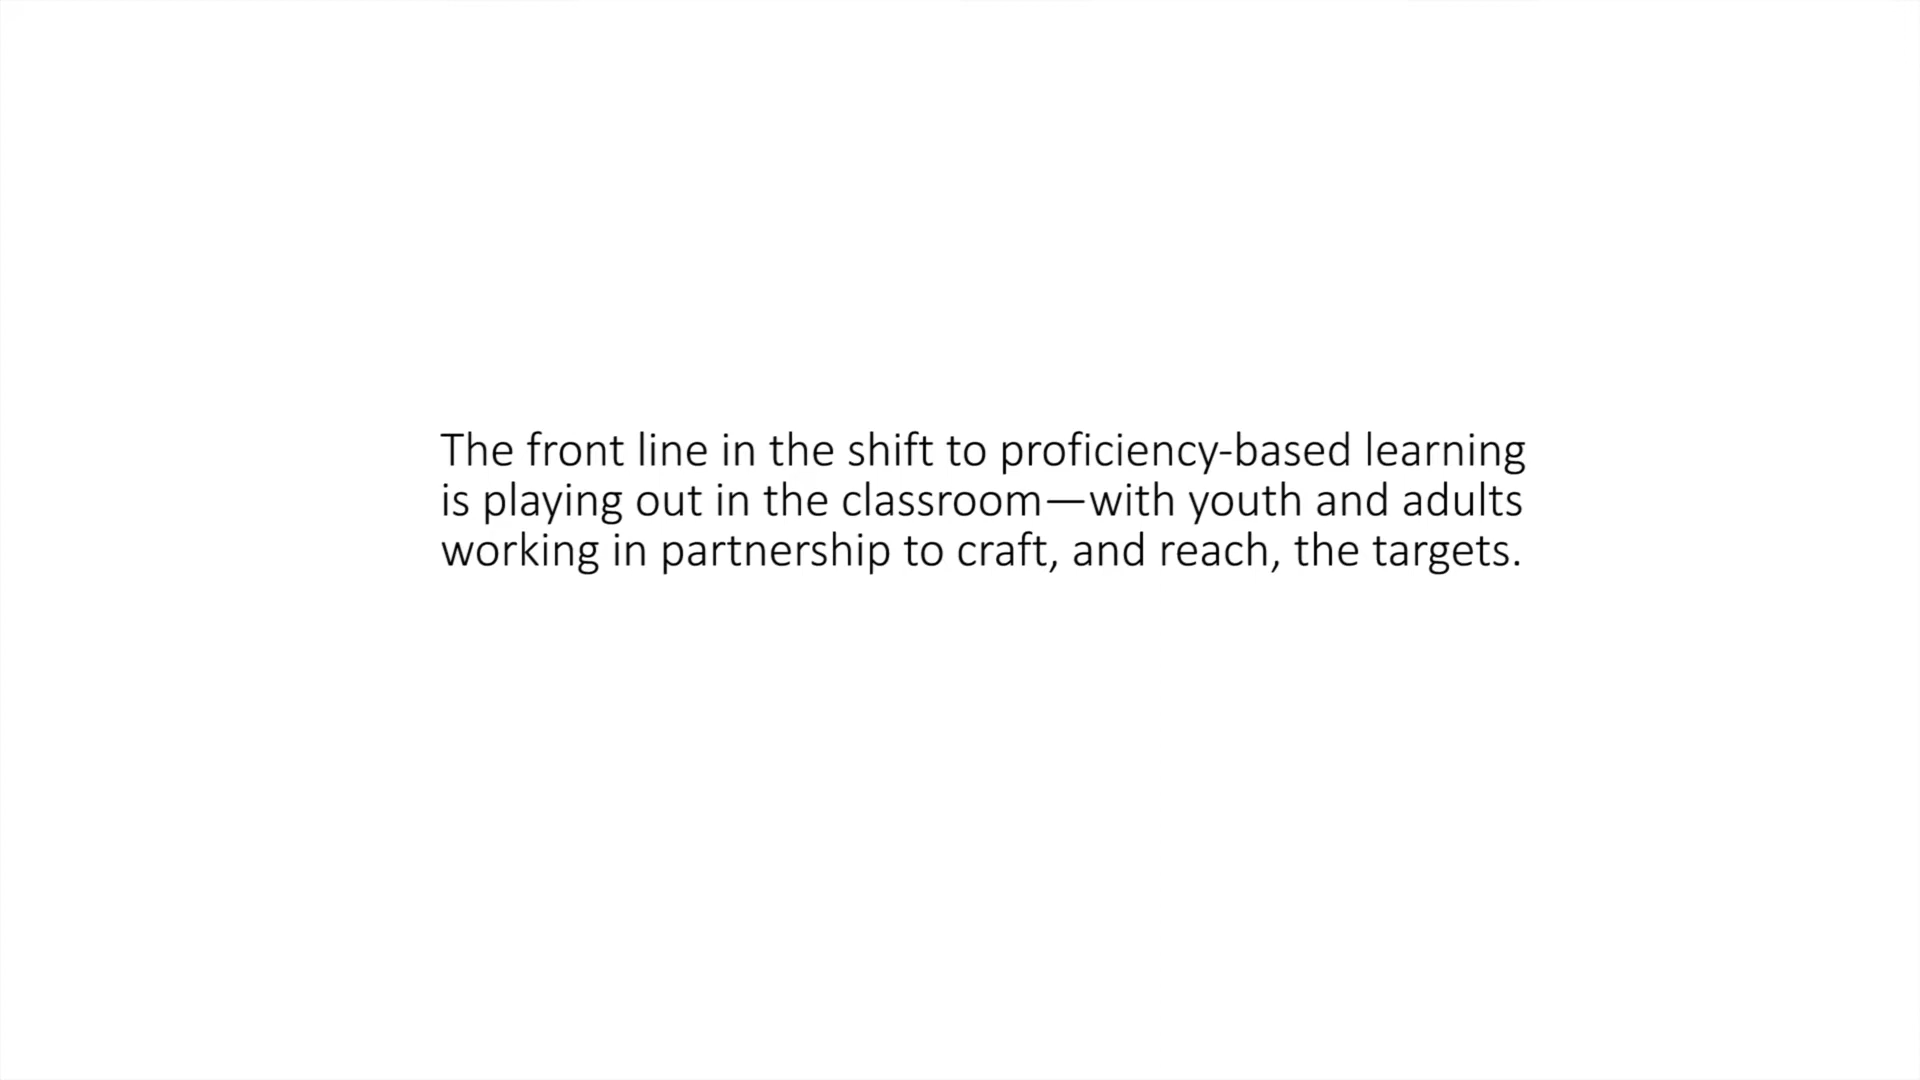 The front line in the shift to proficiency-based learning
is playing out in the classroom—with youth and adults
working in partnership to craft, and reach, the targets.